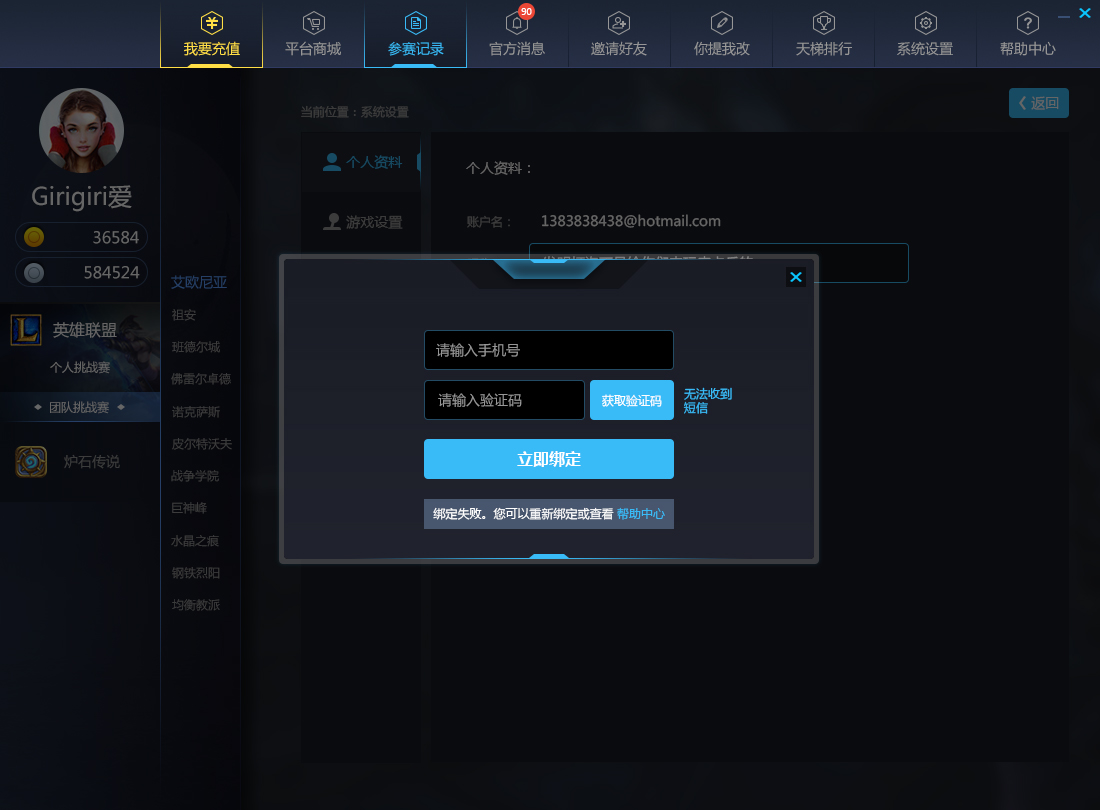 90
我要充值
平台商城
参赛记录
官方消息
邀请好友
你提我改
天梯排行
系统设置
帮助中心
当前位置：系统设置
返回
Girigiri爱
36584
584524
英雄联盟
个人挑战赛
团队挑战赛
炉石传说
艾欧尼亚
祖安
班德尔城
佛雷尔卓德
诺克萨斯
皮尔特沃夫
战争学院
巨神峰
水晶之痕
钢铁烈阳
均衡教派
个人资料
游戏设置
个人资料：
账户名：
1383838438@hotmail.com
请输入手机号
请输入验证码
获取验证码
无法收到
短信
立即绑定
绑定失败。您可以重新绑定或查看 帮助中心